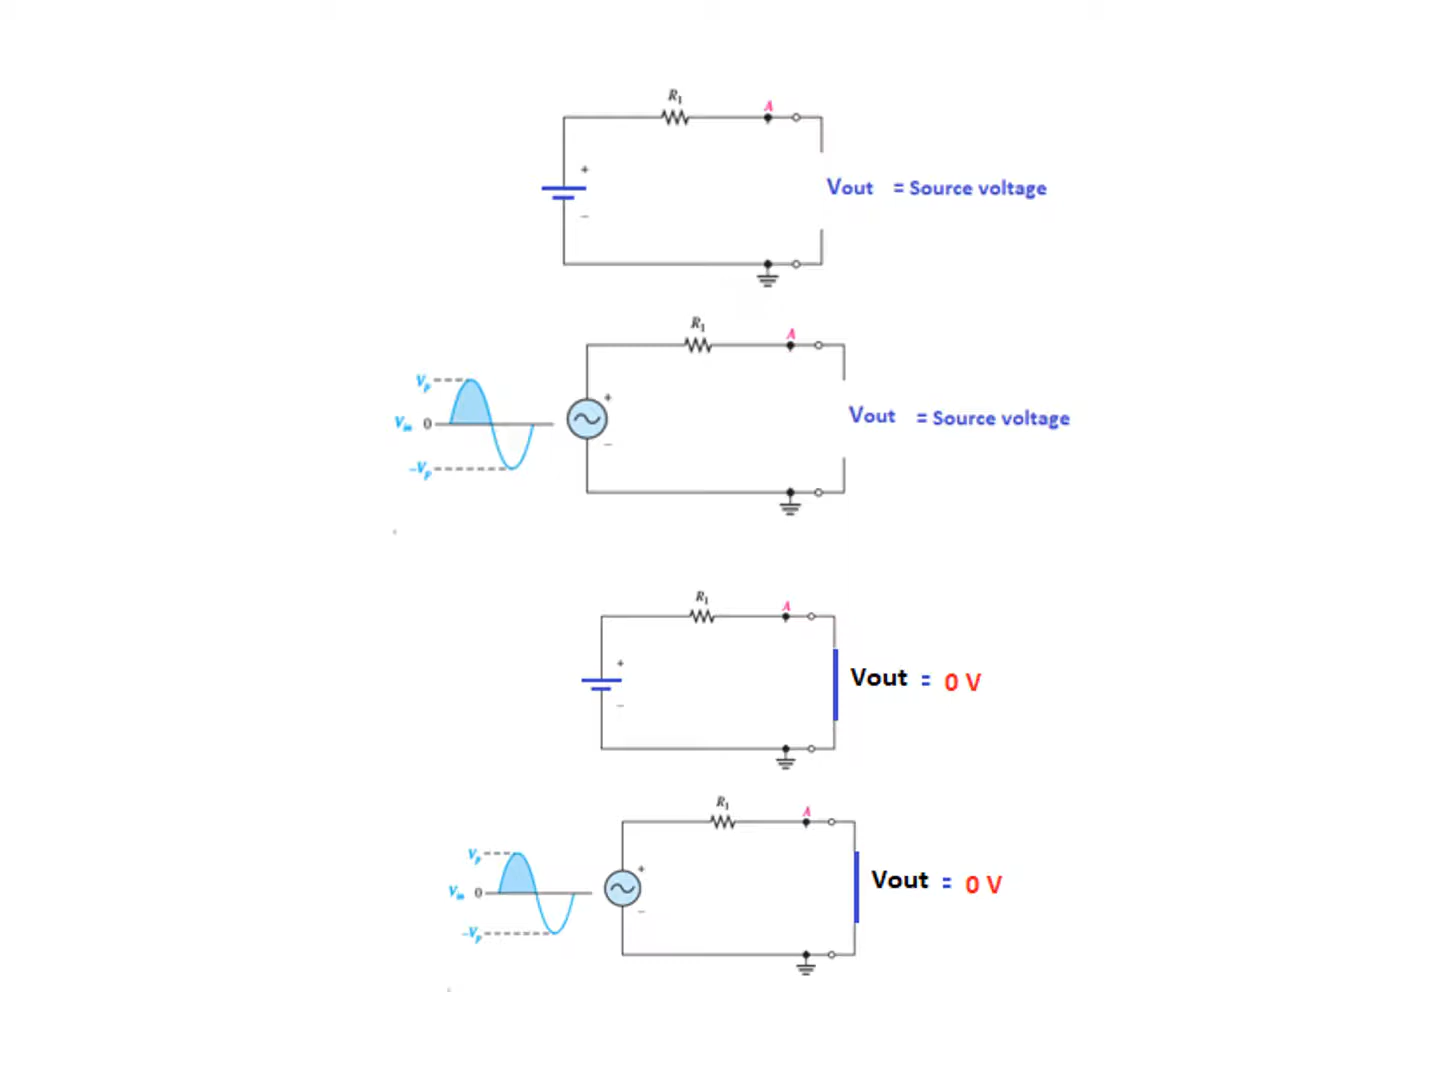 R1
A
+
Vout = Source voltage
−
R1
A
Vp
+
Vin 0
Vout = Source voltage
−
−Vp
R1
A
+
Vout = 0 V
−
R1
A
Vp
+
Vin 0
Vout = 0 V
−
−Vp